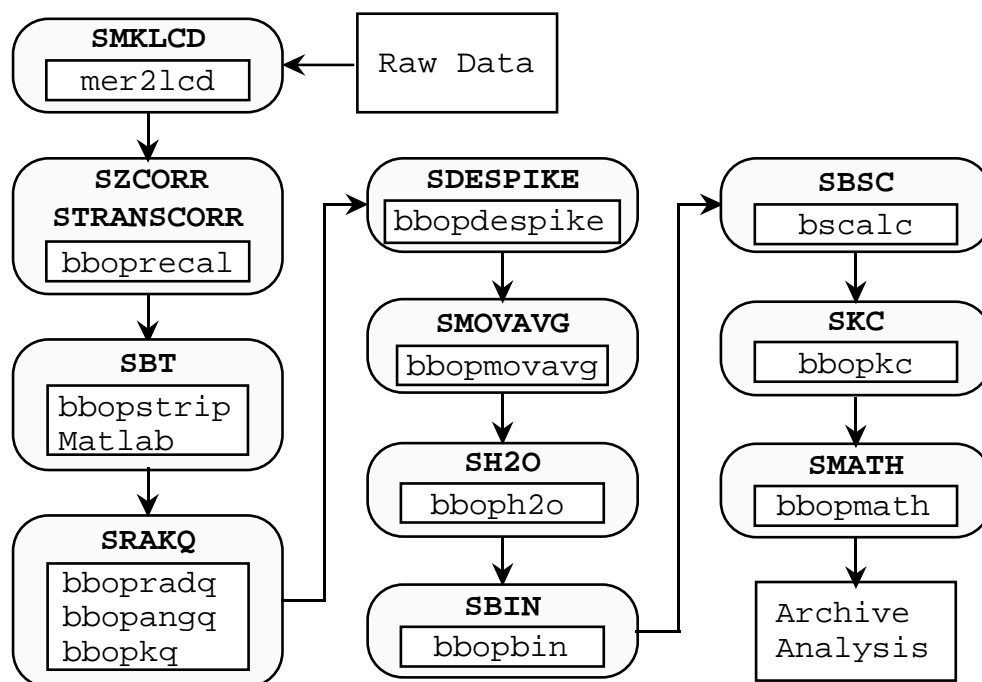 SMKLCD
mer2lcd
Raw Data
SZCORR
STRANSCORR
bboprecal
SBT
bbopstrip
Matlab
SRAKQ
bbopradq
bbopangq
bbopkq
SDESPIKE
bbopdespike
SMOVAVG
bbopmovavg
SH2O
bboph2o
SBIN
bbopbin
SBSC
bscalc
SKC
bbopkc
SMATH
bbopmath
Archive
Analysis